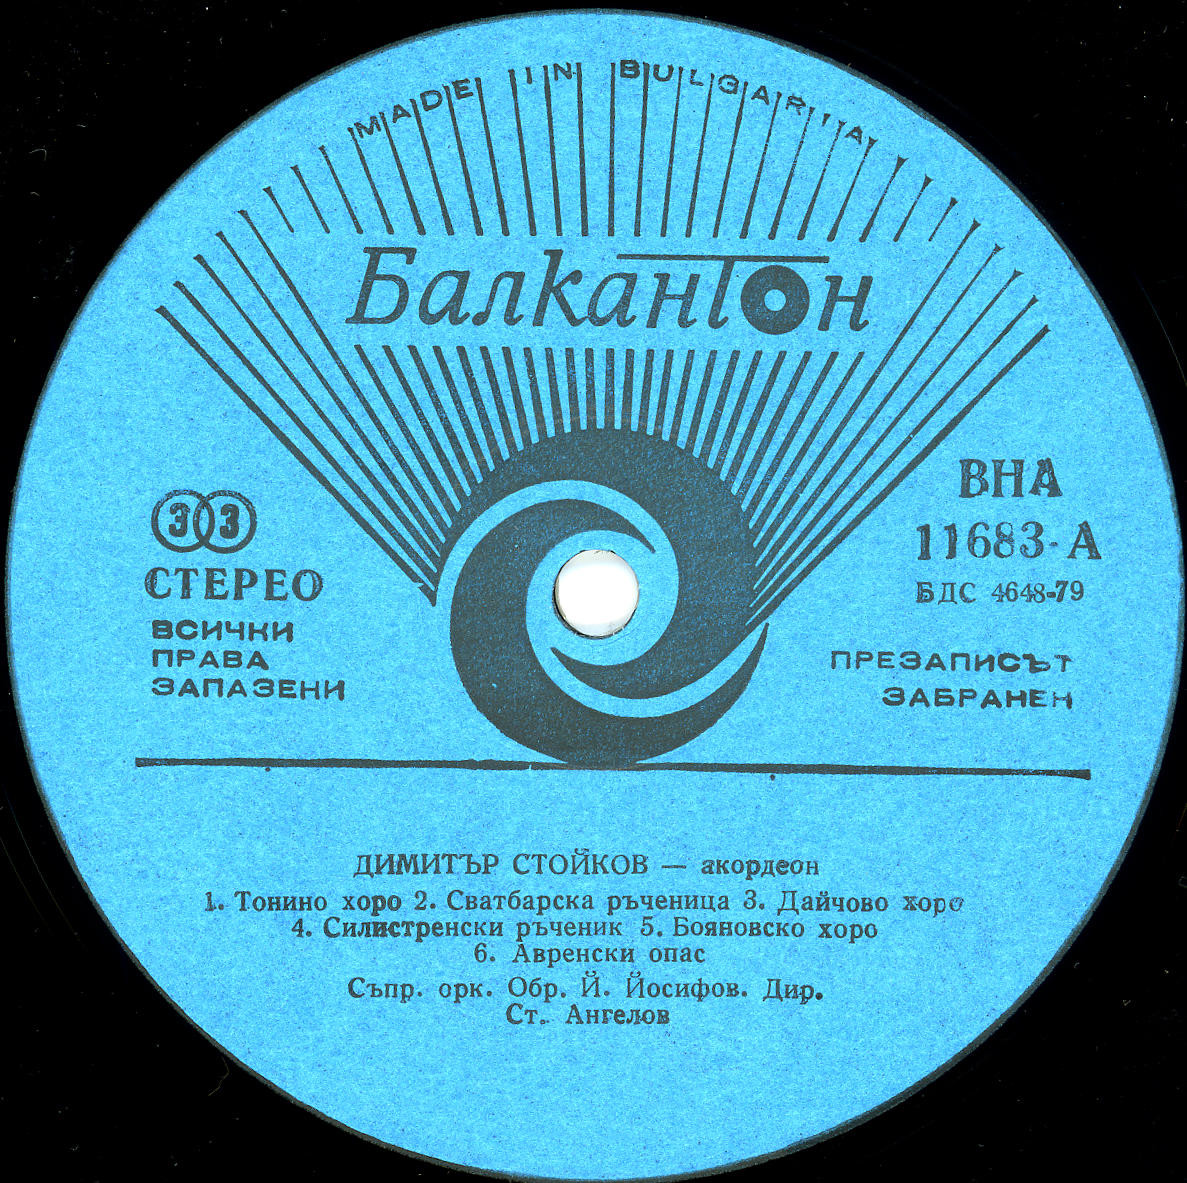 MADE IN BULGARIA
Балкантон
33
СТЕРЕО
ВСИЧКИ
ПРАВА
ЗАПАЗЕНИ
ВНА
11683-А
БДС 4648-79
ПРЕЗАПИСЪТ
ЗАБРАНЕН
ДИМИТЪР СТОЙКОВ — акордеон
1. Тонино хоро 2. Сватбарска ръченица 3. Дайчово хоро
4. Силистренски ръченик 5. Бояновско хоро
6. Авренски опас
Съпр. орк. Обр. Й. Йосифов. Дир.
Ст. Ангелов